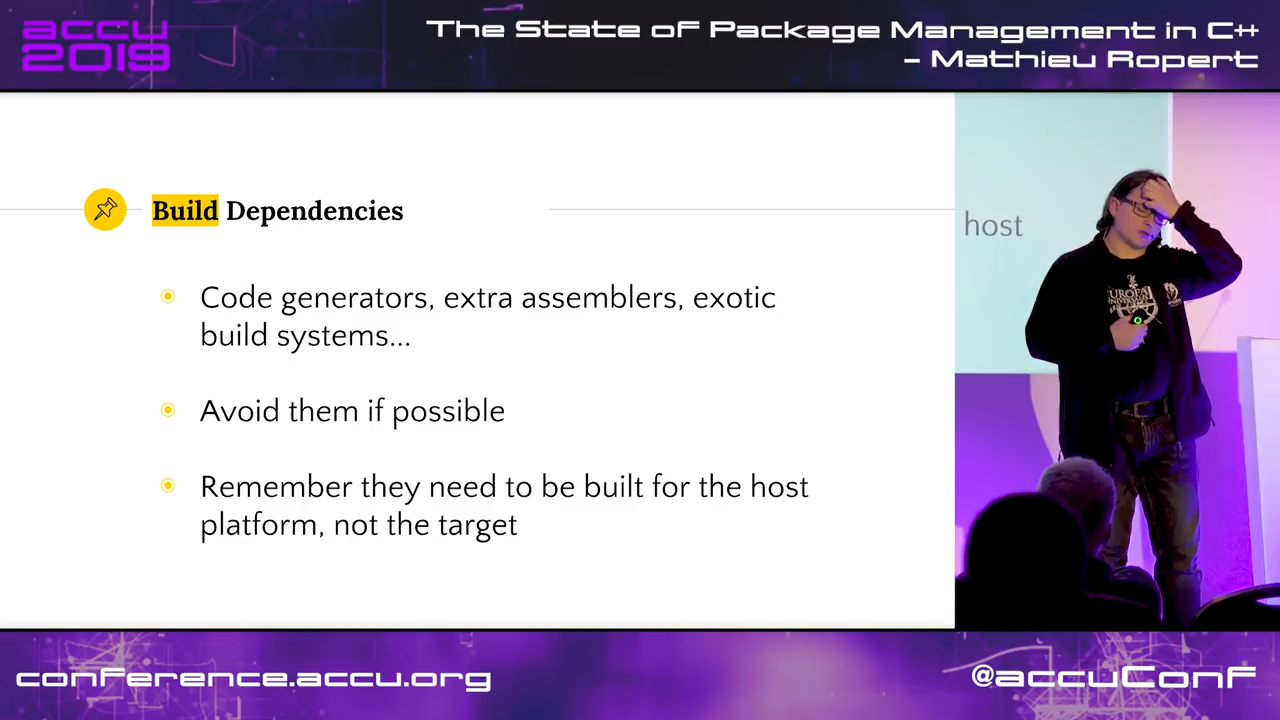 accu
2019
The State of Package Management in C++
– Mathieu Ropert
Build Dependencies
Code generators, extra assemblers, exotic
build systems...
Avoid them if possible
Remember they need to be built for the host
platform, not the target
host
conference.accu.org
@accuConf